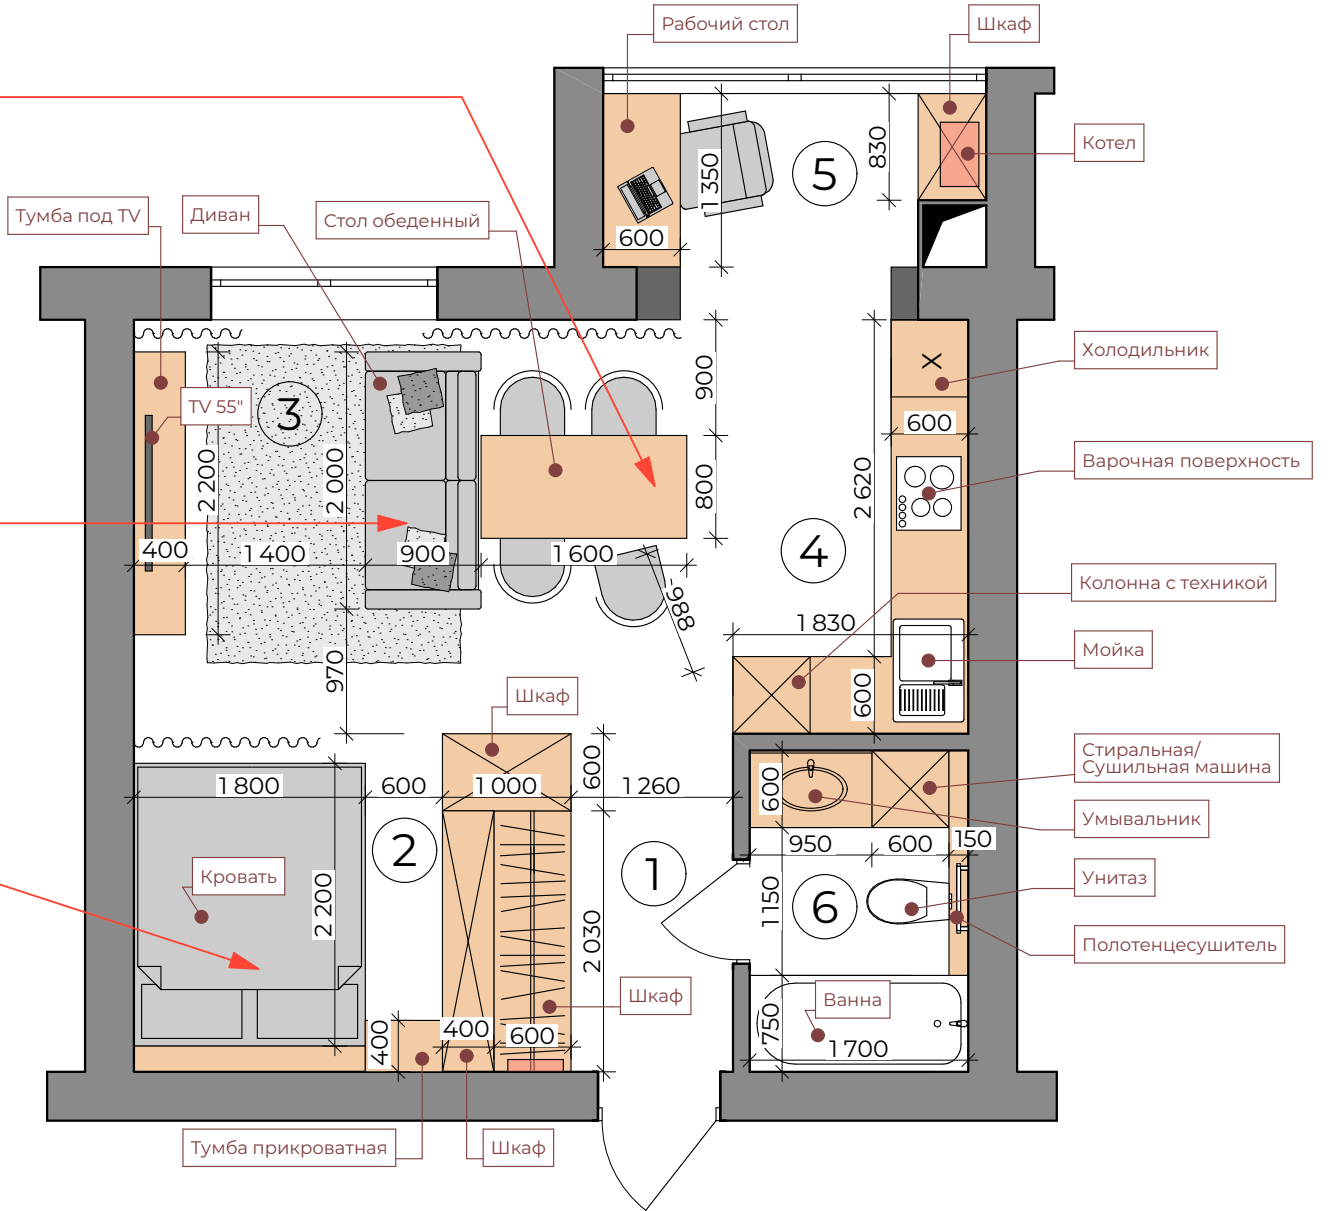 Рабочий стол
Шкаф
Котел
830
5
1 350
600
Тумба под TV
Диван
Стол обеденный
Холодильник
X
900
3
TV 55"
600
Варочная поверхность
2 200
2 000
2 620
800
400
1 400
900
1 600
4
~988
Колонна с техникой
1 830
Мойка
970
600
Шкаф
Стиральная/
Сушильная машина
600
600
1 800
600
1 000
1 260
Умывальник
950
600
150
2
1
Кровать
Унитаз
2 200
1 150
6
2 030
Полотенцесушитель
Шкаф
Ванна
750
400
400
600
1 700
Тумба прикроватная
Шкаф